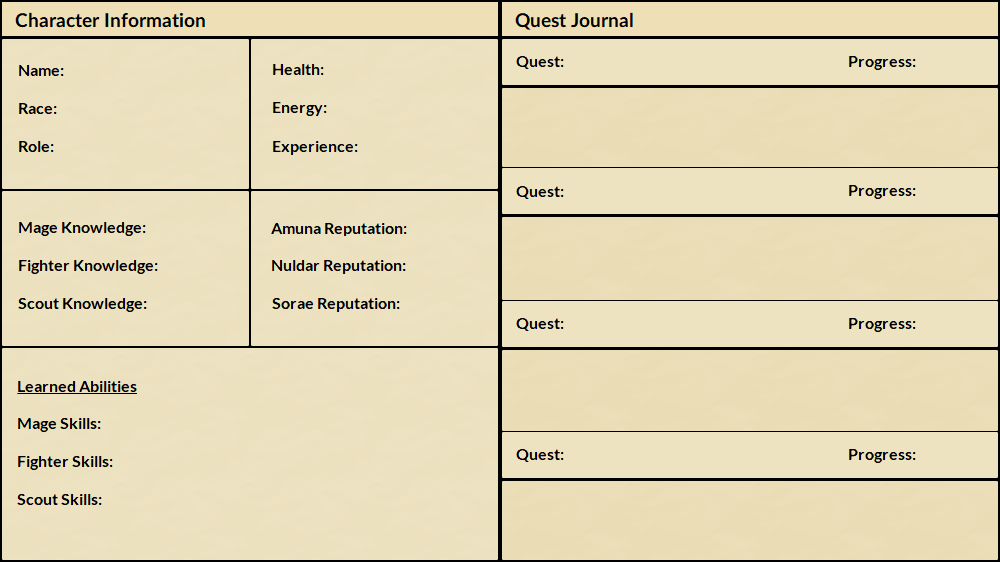 Character Information
Name:
Race:
Role:
Health:
Energy:
Experience:
Mage Knowledge:
Fighter Knowledge:
Scout Knowledge:
Amuna Reputation:
Nuldar Reputation:
Sorae Reputation:
Learned Abilities
Mage Skills:
Fighter Skills:
Scout Skills:
Quest Journal
Quest: Progress:
Quest: Progress:
Quest: Progress:
Quest: Progress: